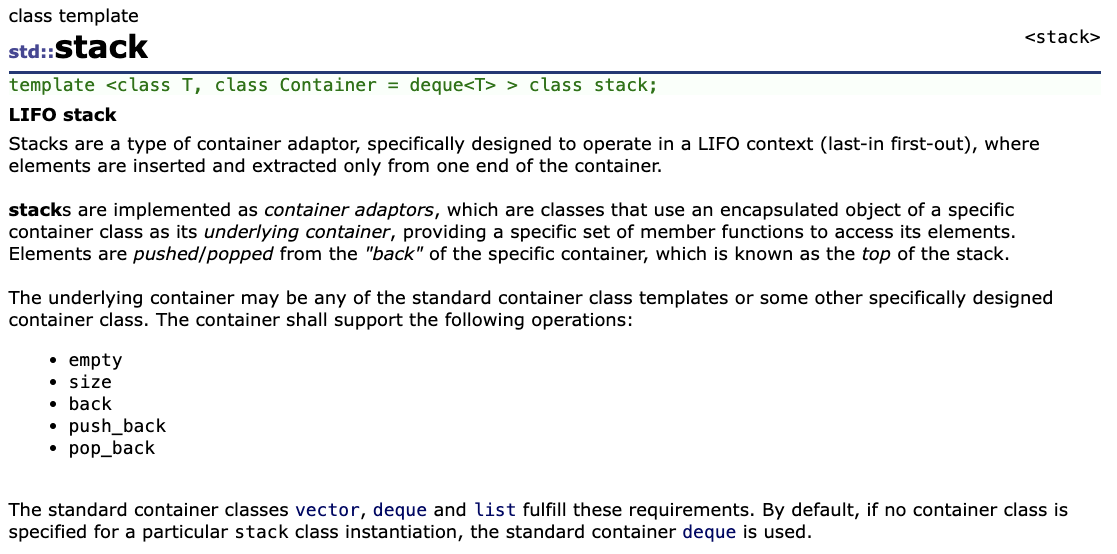 class template
std::stack
<stack>
template <class T, class Container = deque<T> > class stack;
LIFO stack
Stacks are a type of container adaptor, specifically designed to operate in a LIFO context (last-in first-out), where
elements are inserted and extracted only from one end of the container.
stacks are implemented as container adaptors, which are classes that use an encapsulated object of a specific
container class as its underlying container, providing a specific set of member functions to access its elements.
Elements are pushed/popped from the "back" of the specific container, which is known as the top of the stack.
The underlying container may be any of the standard container class templates or some other specifically designed
container class. The container shall support the following operations:
• empty
• size
• back
• push_back
• pop_back
The standard container classes vector, deque and list fulfill these requirements. By default, if no container class is
specified for a particular stack class instantiation, the standard container deque is used.